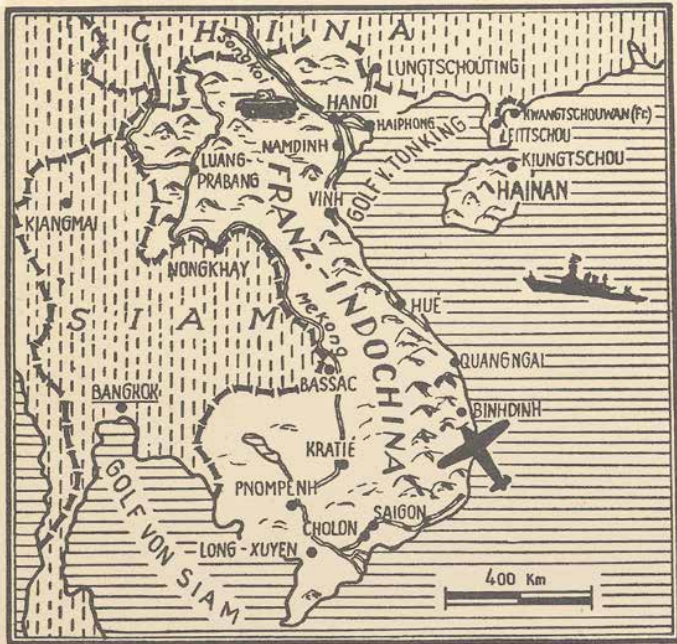 CHINA
Songkoi
LUNGTSCHOUTING
HANOI
KWANGTSCHOUWAN (Fr.)
HAIPHONG
LEITTSCHOU
NAMDINH
GOLF V. TONKING
KIUNGTSCHOU
LUANG-
PRABANG
HAINAN
KIANGMAI
VINH
FRANZ.-INDOCHINA
NONGKHAY
SIAM
Mekong
HUÉ
QUANGNGAI
BASSAC
BANGKOK
BINHDINH
KRATIÉ
GOLF VON SIAM
PNOMPENH
SAIGON
CHOLON
LONG-XUYEN
400 Km